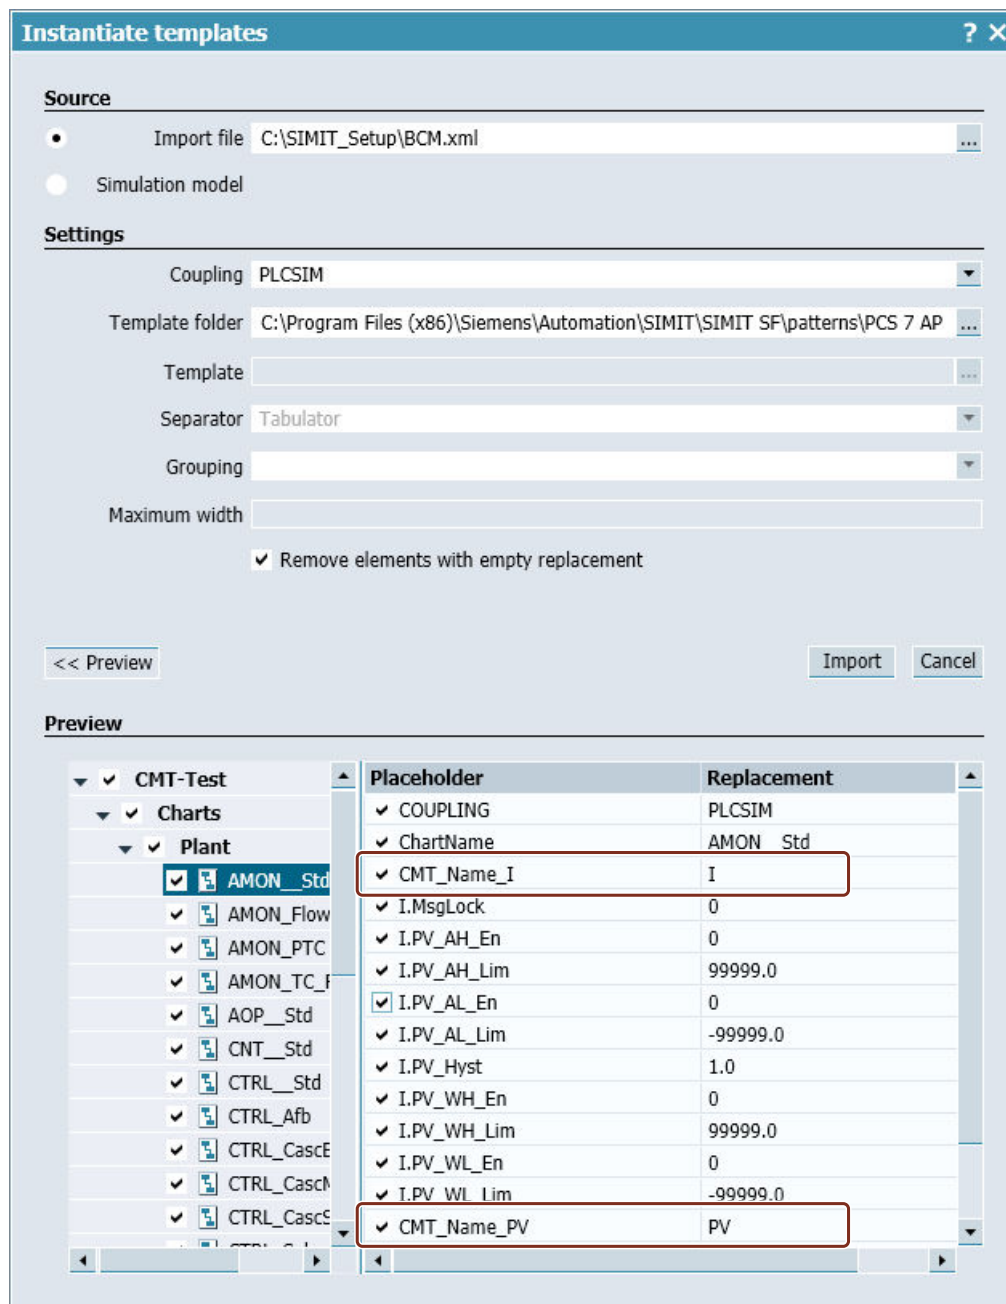 Instantiate templates ? ×
Source
Import file C:\SIMIT_Setup\BCM.xml ...
Simulation model
Settings
Coupling PLCSIM
Template folder C:\Program Files (x86)\Siemens\Automation\SIMIT\SIMIT SF\patterns\PCS 7 AP ...
Template ...
Separator Tabulator
Grouping
Maximum width
Remove elements with empty replacement
<< Preview Import Cancel
Preview
CMT-Test
Charts
Plant
AMON__Std
AMON_Flow
AMON_PTC
AMON_TC_F
AOP__Std
CNT__Std
CTRL__Std
CTRL_Afb
CTRL_CascE
CTRL_CascM
CTRL_CascS
Placeholder Replacement
COUPLING PLCSIM
ChartName AMON__Std
CMT_Name_I I
I.MsgLock 0
I.PV_AH_En 0
I.PV_AH_Lim 99999.0
I.PV_AL_En 0
I.PV_AL_Lim -99999.0
I.PV_Hyst 1.0
I.PV_WH_En 0
I.PV_WH_Lim 99999.0
I.PV_WL_En 0
I.PV_WL_Lim -99999.0
CMT_Name_PV PV